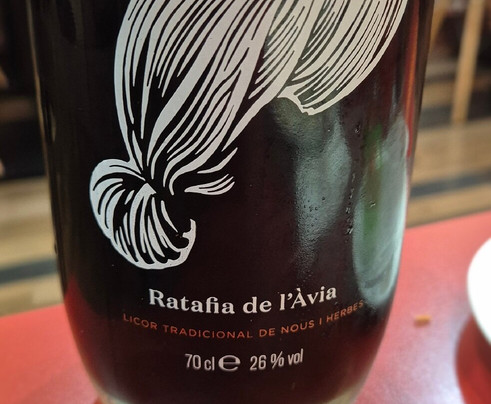 Ratafia de l'Àvia
LICOR TRADICIONAL DE NOUS I HERBES
70 cl e 26 % vol